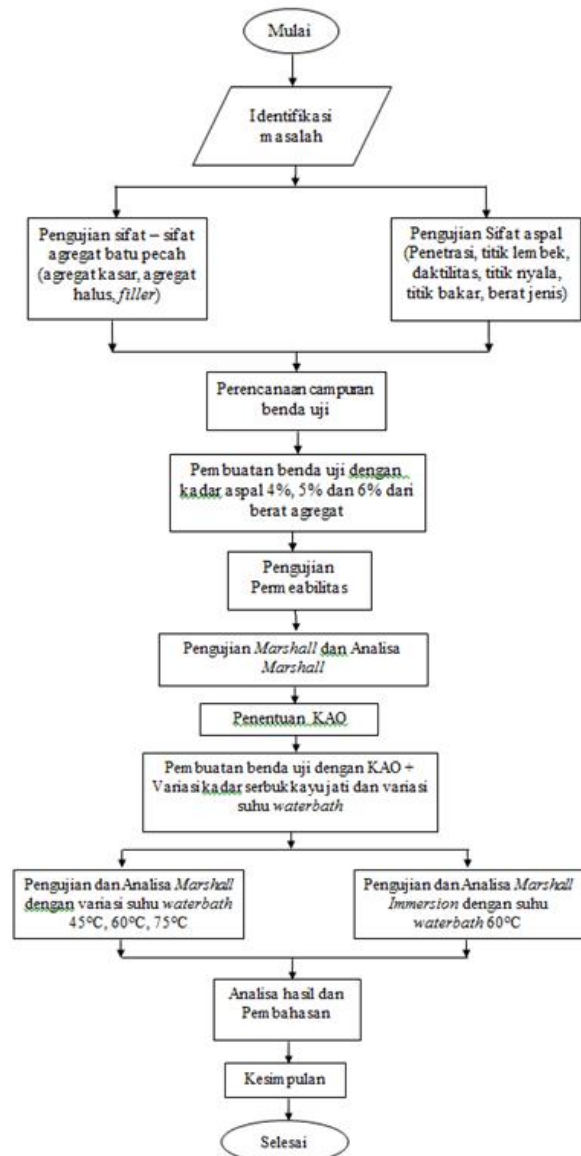 Mulai
Identifikasi
masalah
Pengujian sifat – sifat
agregat batu pecah
(agregat kasar, agregat
halus, filler)
Pengujian Sifat aspal
(Penetrasi, titik lembek,
daktilitas, titik nyala,
titik bakar, berat jenis)
Perencanaan campuran
benda uji
Pembuatan benda uji dengan
kadar aspal 4%, 5% dan 6% dari
berat agregat
Pengujian
Permeabilitas
Pengujian Marshall dan Analisa
Marshall
Penentuan KAO
Pembuatan benda uji dengan KAO +
Variasi kadar serbuk kayu jati dan variasi
suhu waterbath
Pengujian dan Analisa Marshall
dengan variasi suhu waterbath
45°C, 60°C, 75°C
Pengujian dan Analisa Marshall
Immersion dengan suhu
waterbath 60°C
Analisa hasil dan
Pembahasan
Kesimpulan
Selesai